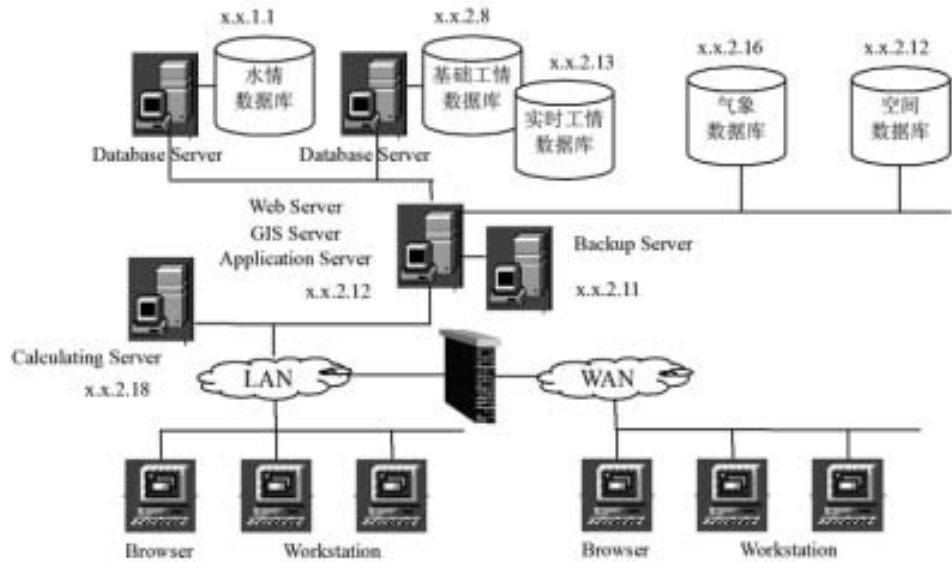 x.x.1.1
x.x.2.8
x.x.2.13
x.x.2.16
x.x.2.12
水情
数据库
基础工情
数据库
实时工情
数据库
气象
数据库
空间
数据库
Database Server
Database Server
Web Server
GIS Server
Application Server
x.x.2.12
Backup Server
x.x.2.11
Calculating Server
x.x.2.18
LAN
WAN
Browser
Workstation
Browser
Workstation